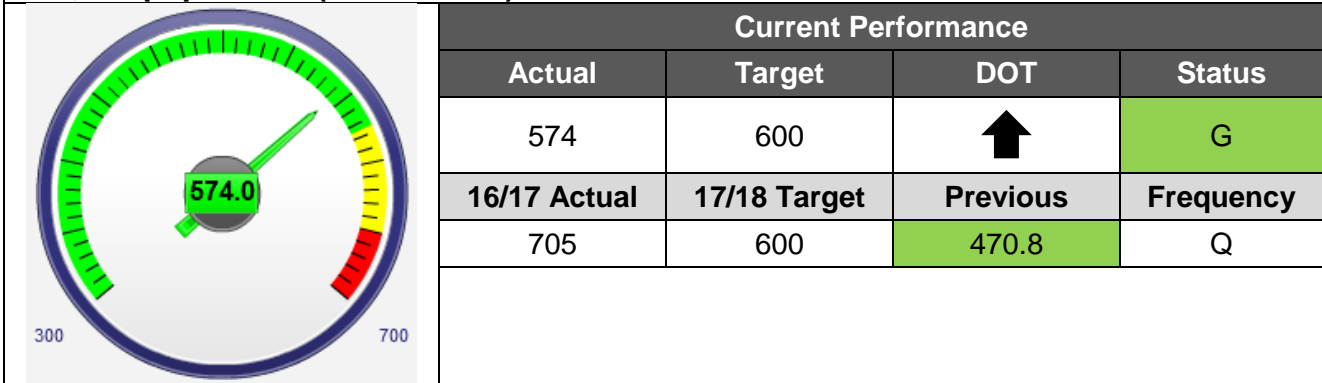 574.0
300 700
Current Performance
Actual Target DOT Status
574 600 G
16/17 Actual 17/18 Target Previous Frequency
705 600 470.8 Q